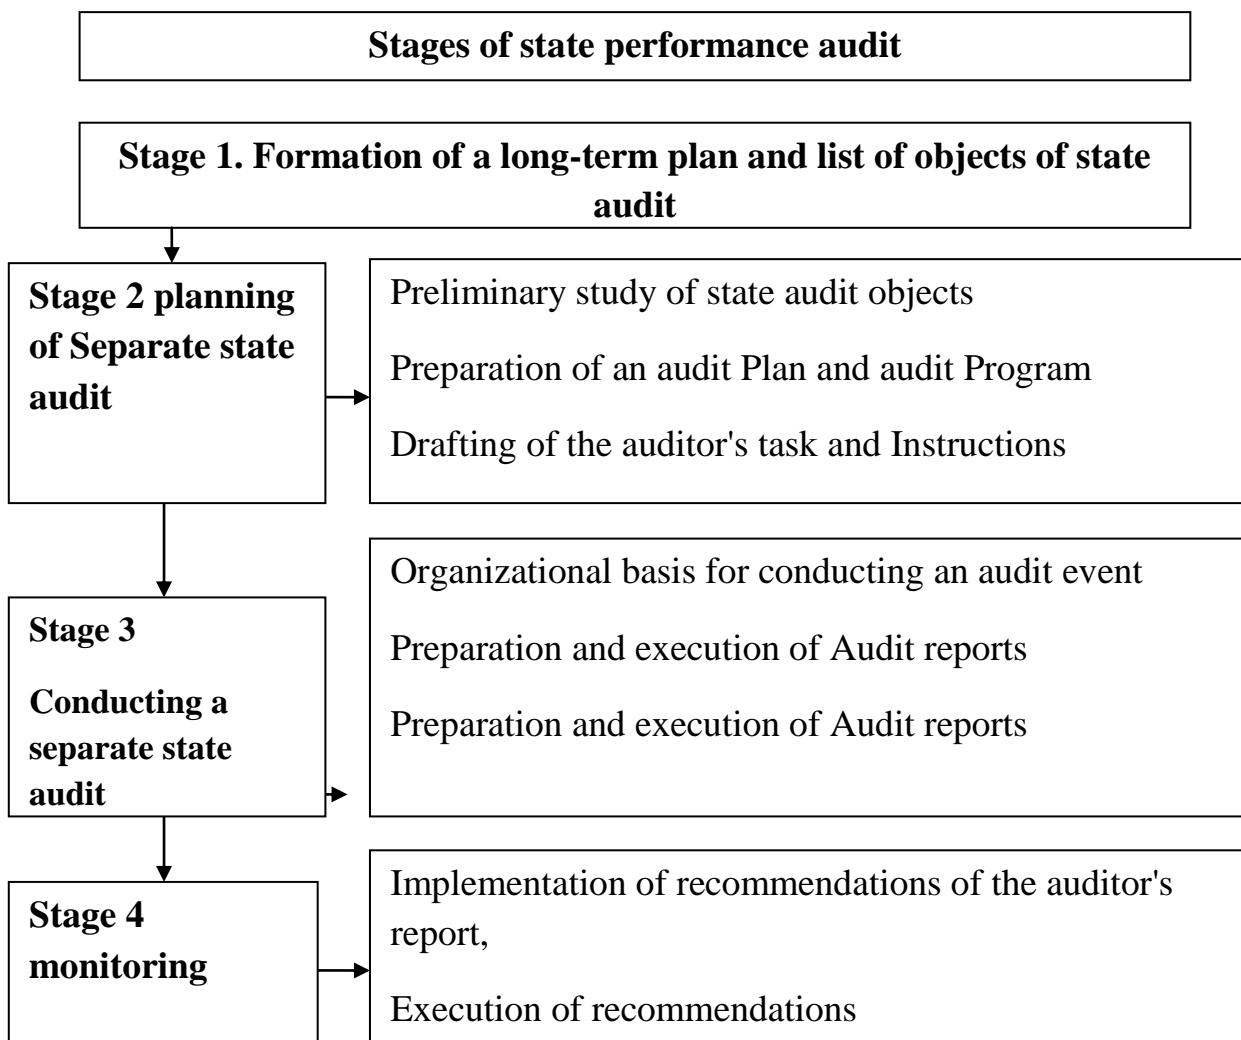 Stages of state performance audit
Stage 1. Formation of a long-term plan and list of objects of state
audit
Stage 2 planning
of Separate state
audit
Preliminary study of state audit objects
Preparation of an audit Plan and audit Program
Drafting of the auditor's task and Instructions
Stage 3
Conducting a
separate state
audit
Organizational basis for conducting an audit event
Preparation and execution of Audit reports
Preparation and execution of Audit reports
Stage 4
monitoring
Implementation of recommendations of the auditor's
report,
Execution of recommendations